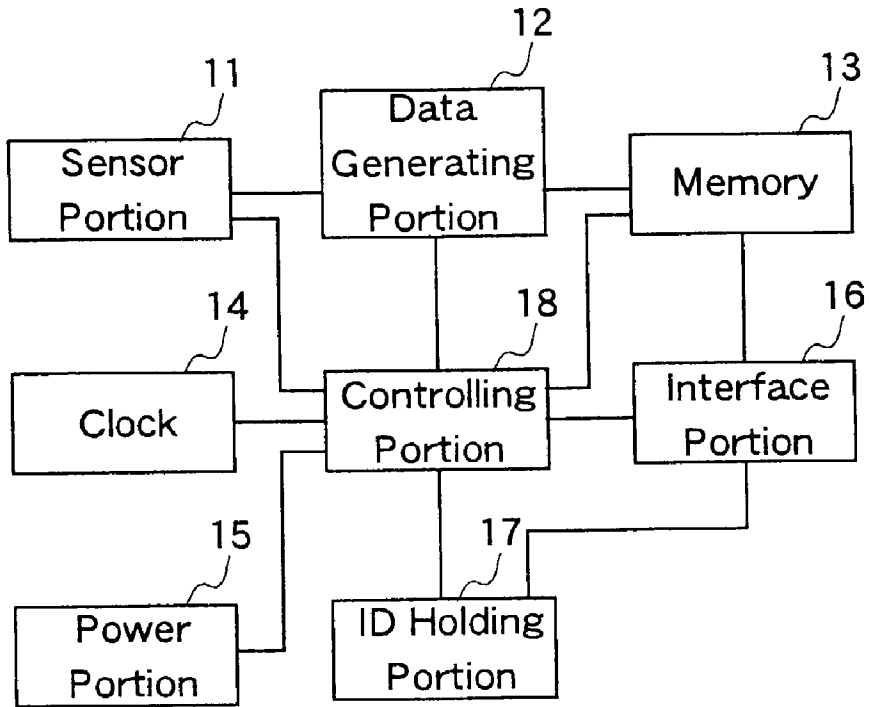 12
11
13
Data
Generating
Portion
Sensor
Portion
Memory
14
18
16
Clock
Controlling
Portion
Interface
Portion
15
17
Power
Portion
ID Holding
Portion